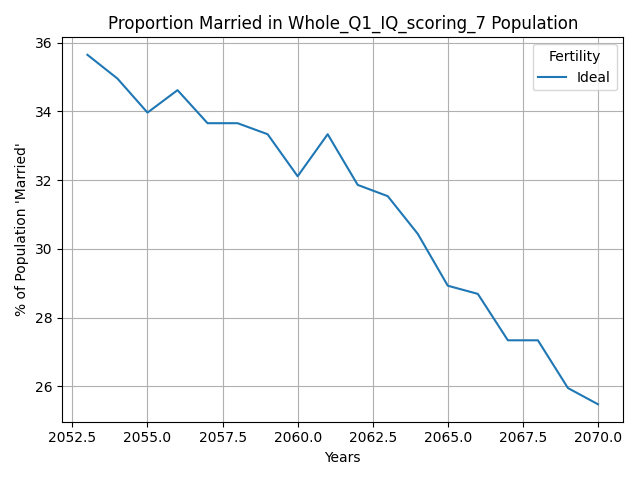 Proportion Married in Whole_Q1_IQ_scoring_7 Population
Fertility
Ideal
% of Population 'Married'
36
34
32
30
28
26
2052.5 2055.0 2057.5 2060.0 2062.5 2065.0 2067.5 2070.0
Years